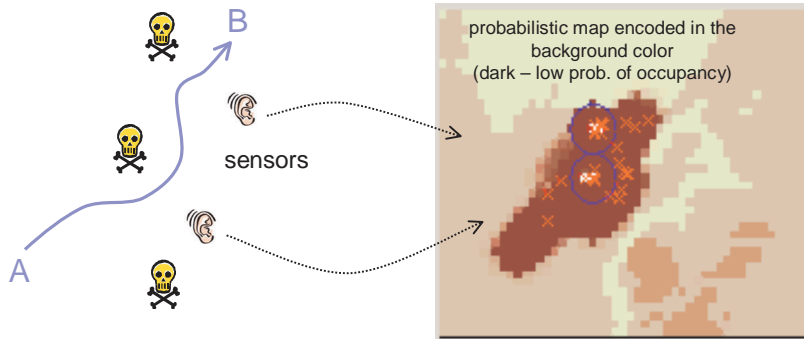 B
probabilistic map encoded in the
background color
(dark – low prob. of occupancy)
sensors
A